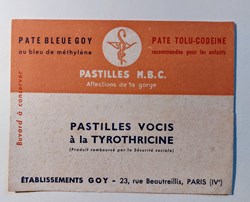 PATE BLEUE GOY
au bleu de méthylène
PATE TOLU-CODEINE
recommandée pour les enfants
PASTILLES M.B.C.
Affections de la gorge
Buvard à conserver
PASTILLES VOCIS
à la TYROTHRICINE
(Produit remboursé par la Sécurité sociale)
ÉTABLISSEMENTS GOY - 23, rue Beautreillis, PARIS (IVᵉ)